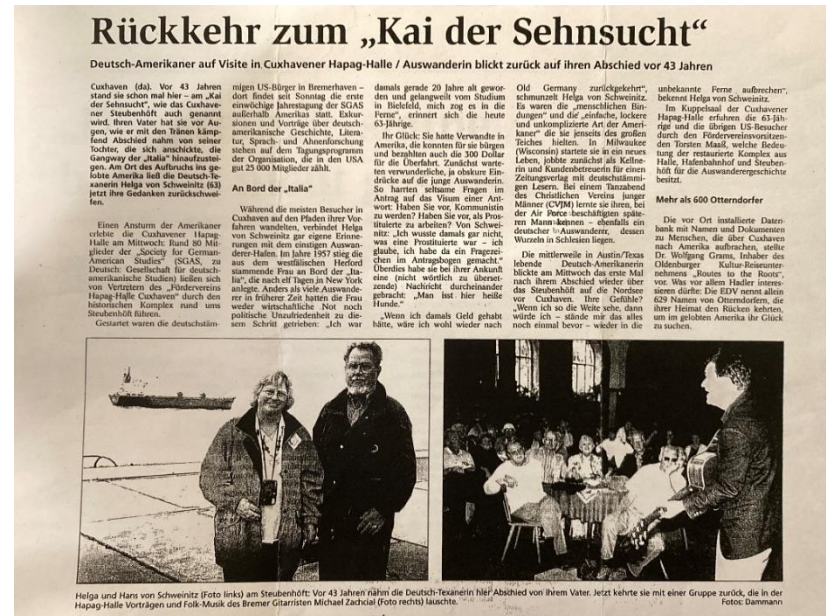 Rückkehr zum „Kai der Sehnsucht“
Deutsch-Amerikaner auf Visite in Cuxhavener Hapag-Halle / Auswanderin blickt zurück auf ihren Abschied vor 43 Jahren
Cuxhaven (da). Vor 43 Jahren
stand sie schon mal hier – am „Kai
der Sehnsucht“, wie das Cuxhave-
ner Steubenhöft auch genannt
wird. Ihren Vater hat sie vor Au-
gen, wie er mit den Tränen kämp-
fend Abschied nahm von seiner
Tochter, die sich anschickte, die
Gangway der „Italia“ hinaufzustei-
gen. Am Ort des Aufbruchs ins ge-
lobte Amerika ließ die Deutsch-Te-
xanerin Helga von Schweinitz (63)
jetzt ihre Gedanken zurückschwei-
fen.
Einen Ansturm der Amerikaner
erlebte die Cuxhavener Hapag-
Halle am Mittwoch: Rund 80 Mit-
glieder der „Society for German-
American Studies“ (SGAS, zu
Deutsch: Gesellschaft für deutsch-
amerikanische Studien) ließen sich
von Vertretern des „Fördervereins
Hapag-Halle Cuxhaven“ durch den
historischen Komplex rund ums
Steubenhöft führen.
Gestartet waren die deutschstäm-
migen US-Bürger in Bremerhaven –
dort findet seit Sonntag die erste
einwöchige Jahrestagung der SGAS
außerhalb Amerikas statt. Exkur-
sionen und Vorträge über deutsch-
amerikanische Geschichte, Litera-
tur, Sprach- und Ahnenforschung
stehen auf dem Tagungsprogramm
der Organisation, die in den USA
gut 25 000 Mitglieder zählt.
An Bord der „Italia“
Während die meisten Besucher in
Cuxhaven auf den Pfaden ihrer Vor-
fahren wandelten, verbindet Helga
von Schweinitz gar eigene Erinne-
rungen mit dem einstigen Auswan-
derer-Hafen. Im Jahre 1957 stieg die
aus dem westfälischen Herford
stammende Frau an Bord der „Ita-
lia“, die nach elf Tagen in New York
anlegte. Anders als viele Auswande-
rer in früherer Zeit hatten die Frau
weder wirtschaftliche Not noch
politische Unzufriedenheit zu die-
sem Schritt getrieben: „Ich war
damals gerade 20 Jahre alt gewor-
den und gelangweilt vom Studium
in Bielefeld, mich zog es in die
Ferne“, erinnert sich die heute
63-Jährige.
Ihr Glück: Sie hatte Verwandte in
Amerika, die konnten für sie bürgen
und bezahlten auch die 300 Dollar
für die Überfahrt. Zunächst warte-
ten verwunderliche, ja obskure Ein-
drücke auf die junge Auswanderin.
So harrten seltsame Fragen im
Antrag auf das Visum einer Ant-
wort: Haben Sie vor, Kommunistin
zu werden? Haben Sie vor, als Pros-
tituierte zu arbeiten? Von Schwei-
nitz: „Ich wusste damals gar nicht,
was eine Prostituierte war – ich
glaube, ich habe da ein Fragezei-
chen im Antragsbogen gemacht.“
Überdies habe sie bei ihrer Ankunft
eine (nicht wörtlich zu überset-
zende) Nachricht durcheinander
gebracht: „Man isst hier heiße
Hunde.“
„Wenn ich damals Geld gehabt
hätte, wäre ich wohl wieder nach
Old Germany zurückgekehrt“,
schmunzelt Helga von Schweinitz.
Es waren die „menschlichen Bin-
dungen“ und die „einfache, lockere
und unkomplizierte Art der Ameri-
kaner“ die sie jenseits des großen
Teiches hielten. In Milwaukee
(Wisconsin) startete sie in ein neues
Leben, jobbte zunächst als Kellne-
rin und Kundenbetreuerin für einen
Zeitungsverlag mit deutschstämmi-
gen Lesern. Bei einem Tanzabend
des Christlichen Vereins junger
Männer (CVJM) lernte sie ihren, bei
der Air Force beschäftigten späte-
ren Mann kennen – ebenfalls ein
deutscher Auswanderer, dessen
Wurzeln in Schlesien liegen.
Die mittlerweile in Austin/Texas
lebende Deutsch-Amerikanerin
blickte am Mittwoch das erste Mal
nach ihrem Abschied wieder über
das Steubenhöft auf die Nordsee
vor Cuxhaven. Ihre Gefühle?
„Wenn ich so die Weite sehe, dann
würde ich – stände mir das alles
noch einmal bevor – wieder in die
unbekannte Ferne aufbrechen“,
bekennt Helga von Schweinitz.
Im Kuppelsaal der Cuxhavener
Hapag-Halle erfuhren die 63-Jäh-
rige und die übrigen US-Besucher
durch den Fördervereinsvorsitzen-
den Torsten Maaß, welche Bedeu-
tung der restaurierte Komplex aus
Halle, Hafenbahnhof und Steuben-
höft für die Auswanderergeschichte
besitzt.
Mehr als 600 Otterndorfer
Die vor Ort installierte Daten-
bank mit Namen und Dokumenten
zu Menschen, die über Cuxhaven
nach Amerika aufbrachen, stellte
Dr. Wolfgang Grams, Inhaber des
Oldenburger Kultur-Reiseunter-
nehmens „Routes to the Roots“,
vor. Was vor allem Hadler interes-
sieren dürfte: Die EDV nennt allein
629 Namen von Otterndorfern, die
ihrer Heimat den Rücken kehrten,
um im gelobten Amerika ihr Glück
zu suchen.
Helga und Hans von Schweinitz (Foto links) am Steubenhöft: Vor 43 Jahren nahm die Deutsch-Texanerin hier Abschied von ihrem Vater. Jetzt kehrte sie mit einer Gruppe zurück, die in der
Hapag-Halle Vorträgen und Folk-Musik des Bremer Gitarristen Michael Zachcial (Foto rechts) lauschte.
Fotos: Dammann